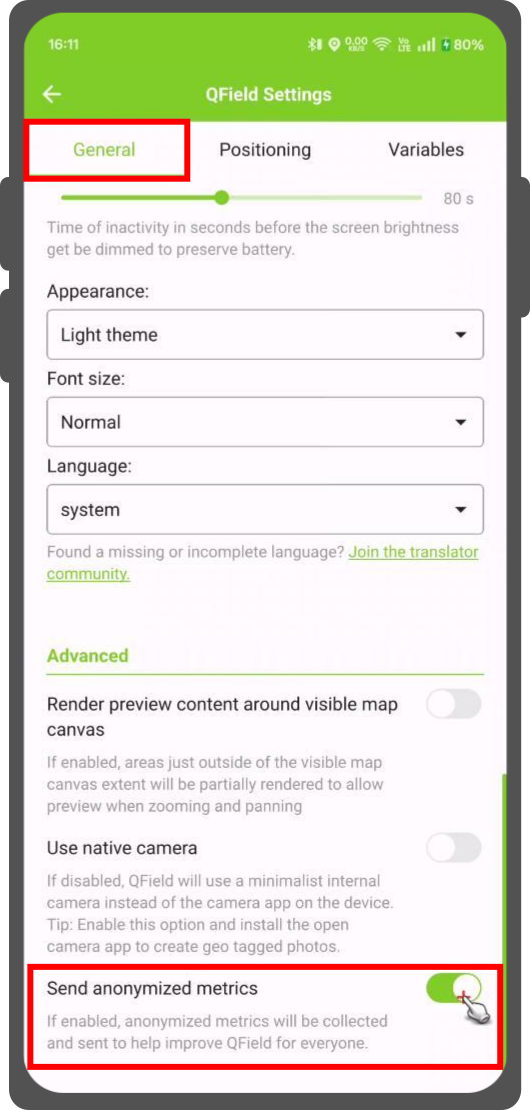 16:11
0.00
KB/S
Vo
LTE
80%
QField Settings
General
Positioning
Variables
80 s
Time of inactivity in seconds before the screen brightness
get be dimmed to preserve battery.
Appearance:
Light theme
Font size:
Normal
Language:
system
Found a missing or incomplete language? Join the translator
community.
Advanced
Render preview content around visible map
canvas
If enabled, areas just outside of the visible map
canvas extent will be partially rendered to allow
preview when zooming and panning
Use native camera
If disabled, QField will use a minimalist internal
camera instead of the camera app on the device.
Tip: Enable this option and install the open
camera app to create geo tagged photos.
Send anonymized metrics
If enabled, anonymized metrics will be collected
and sent to help improve QField for everyone.